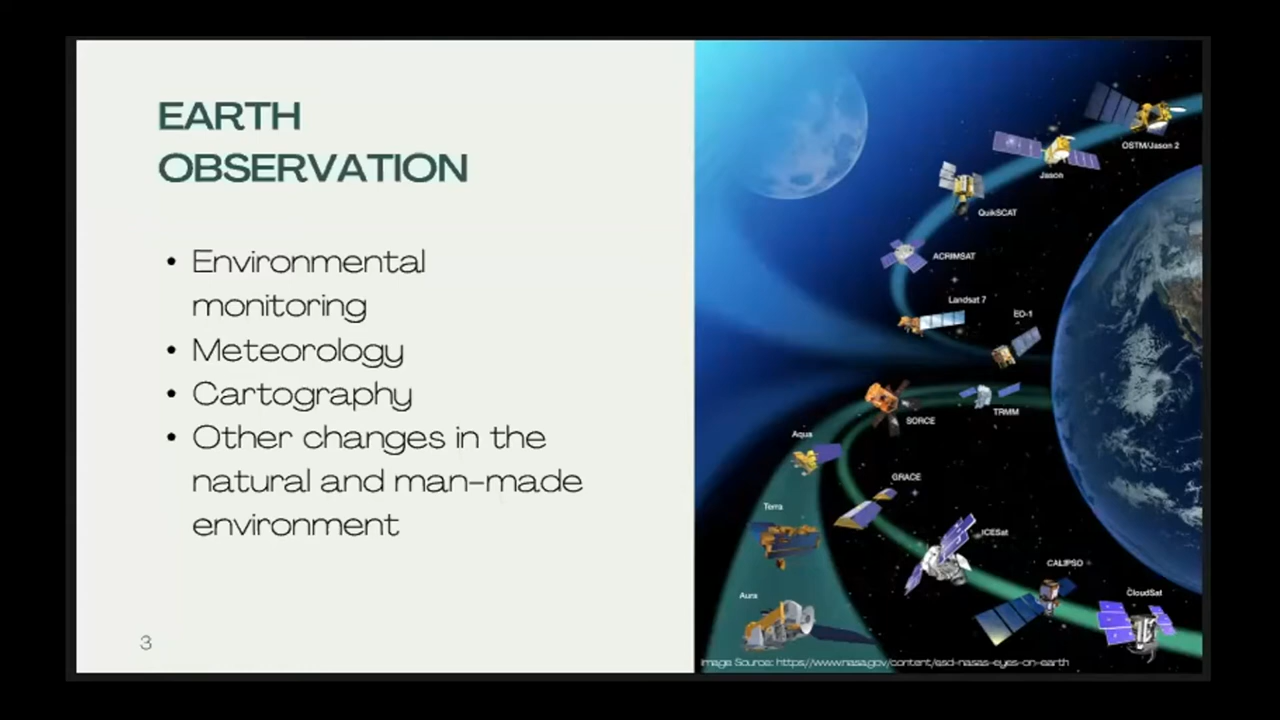 EARTH
OBSERVATION
• Environmental
monitoring
• Meteorology
• Cartography
• Other changes in the
natural and man-made
environment
3
OSTM/Jason 2
Jason
QuikSCAT
ACRIMSAT
Landsat 7
EO-1
TRMM
SORCE
Aqua
GRACE
Terra
ICESat
CALIPSO
Aura
CloudSat
Image Source: https://www.nasa.gov/content/esd-nasas-eyes-on-earth